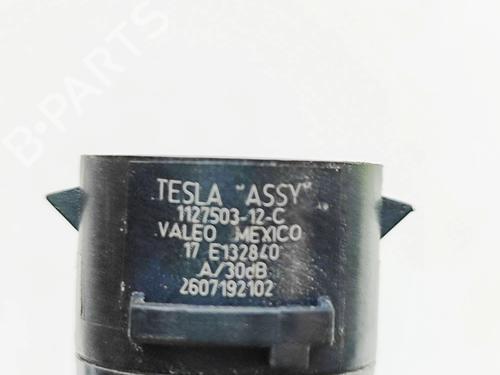 B-PARTS
TESLA "ASSY"
1127503-12-C
VALEO MEXICO
17 E132840
A/30dB
2607192102